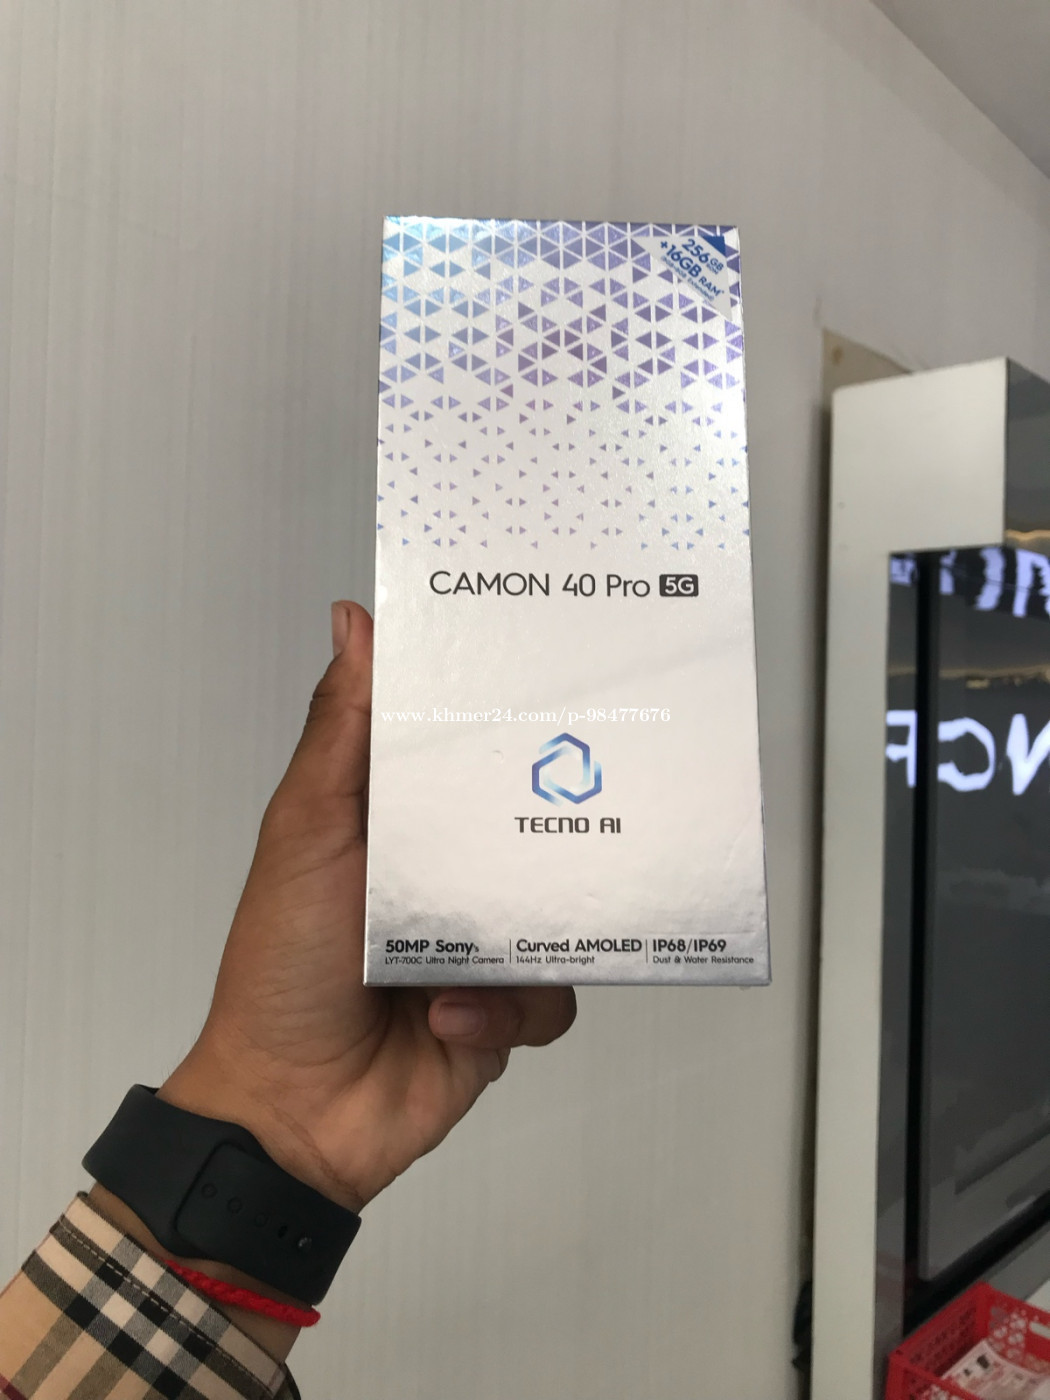 256GB ROM
+16GB RAM*
CAMON 40 Pro 5G
www.khmer24.com/p-98477676
TECNO AI
50MP Sony
LYT-700C Ultra Night Camera
Curved AMOLED
144Hz Ultra-bright
IP68/IP69
Dust & Water Resistance